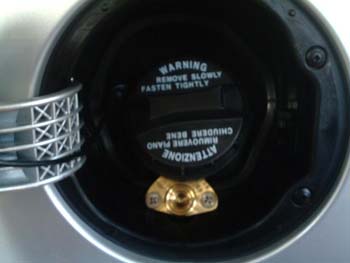 WARNING
REMOVE SLOWLY
FASTEN TIGHTLY
ATTENZIONE
RIMUOVERE PIANO
CHIUDERE BENE